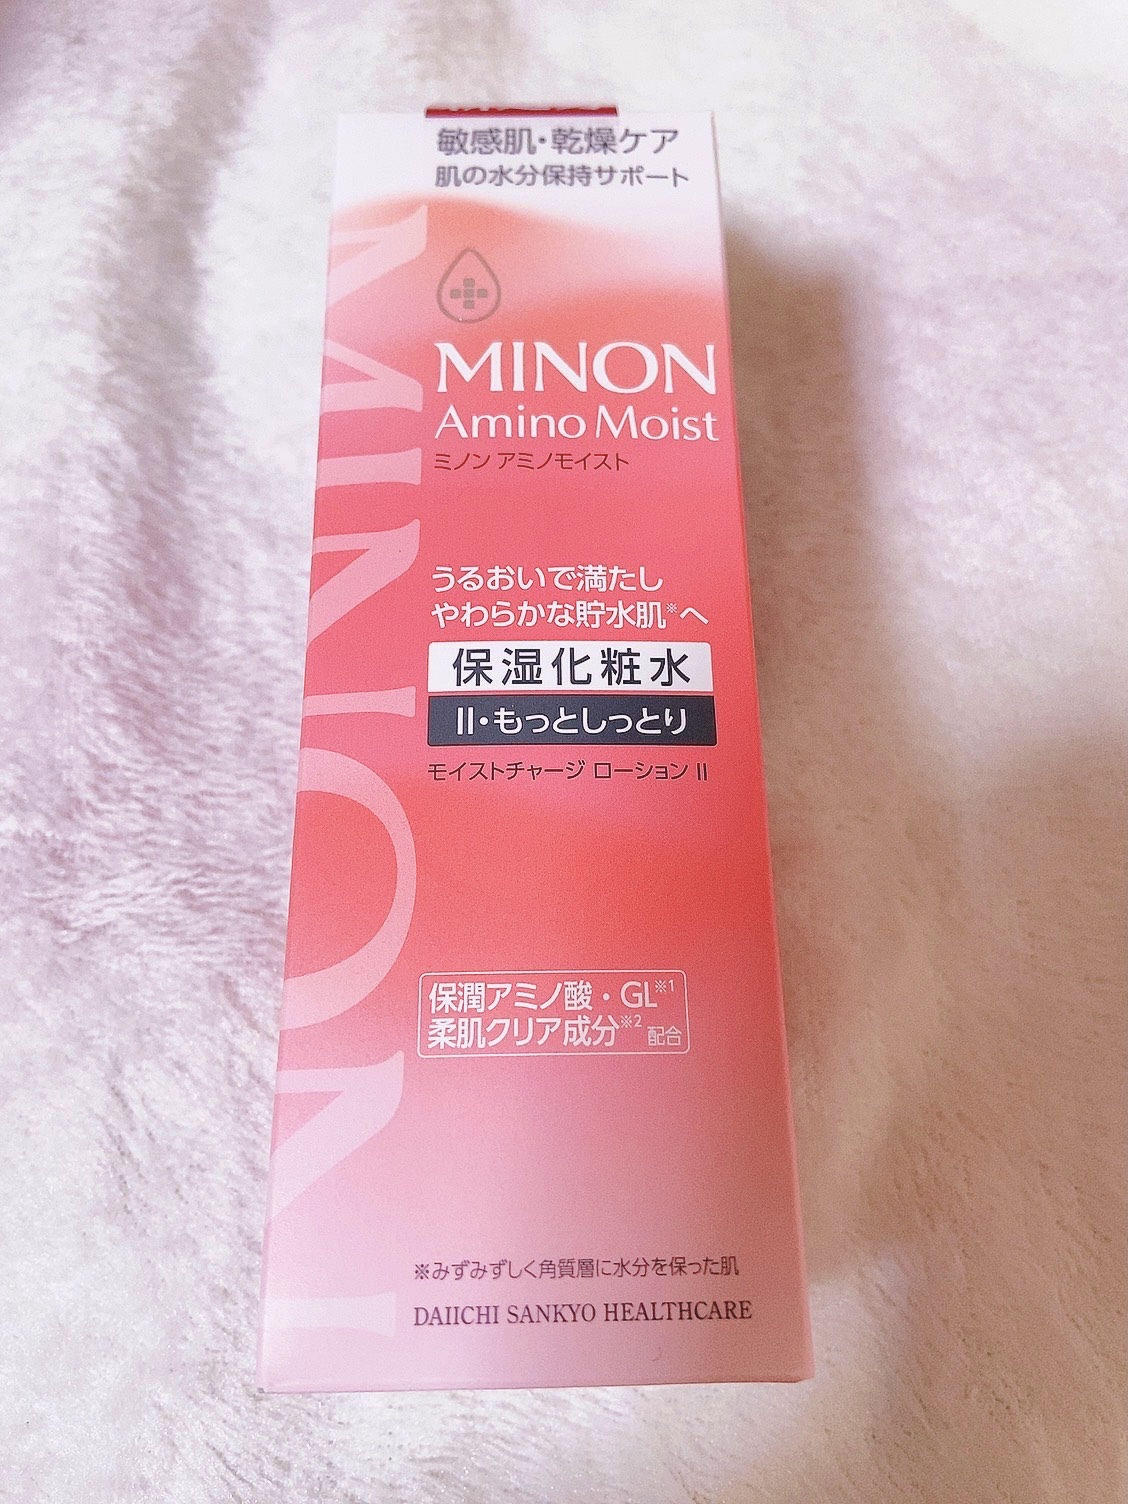 敏感肌・乾燥ケア
肌の水分保持サポート
MINON
MINON
Amino Moist
ミノン アミノモイスト
うるおいで満たし
やわらかな貯水肌※へ
保湿化粧水
II・もっとしっとり
モイストチャージ ローション II
保潤アミノ酸・GL※1
柔肌クリア成分※2 配合
※みずみずしく角質層に水分を保った肌
DAIICHI SANKYO HEALTHCARE